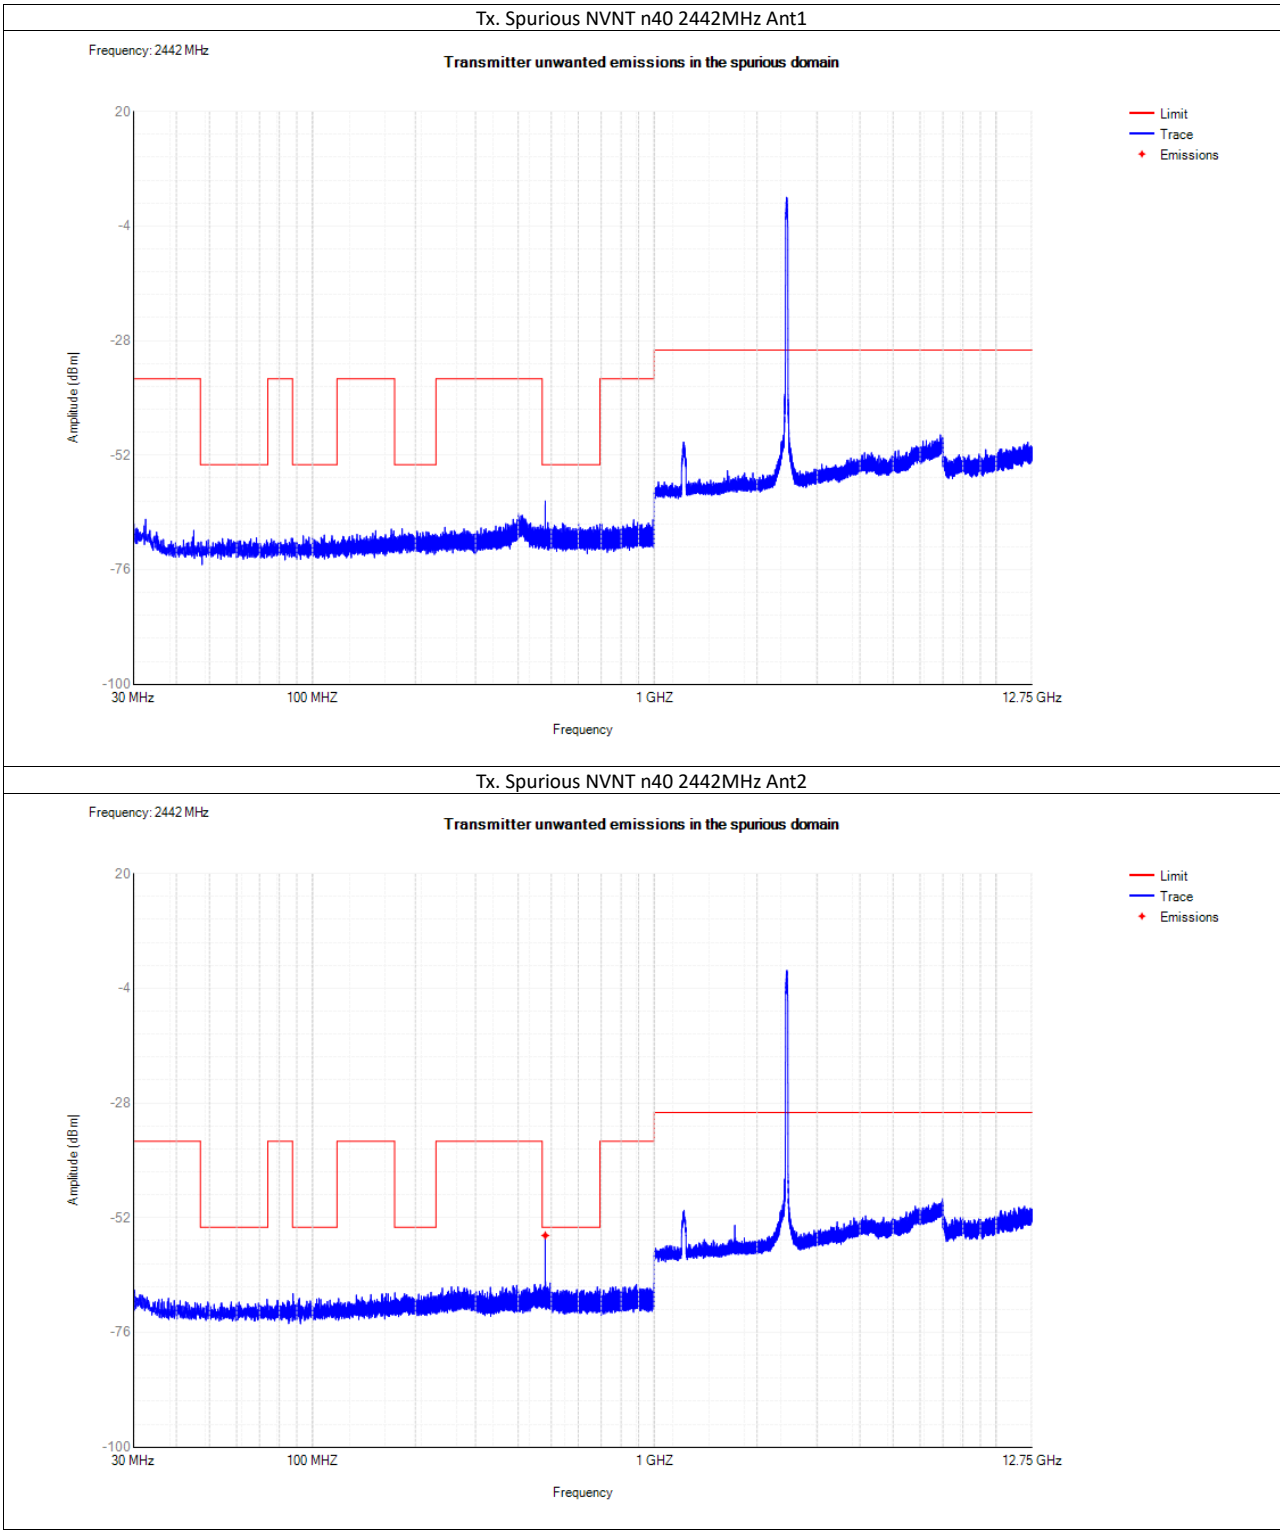 Tx. Spurious NVNT n40 2442MHz Ant1
Frequency: 2442 MHz
Transmitter unwanted emissions in the spurious domain
20
-4
-28
-52
-76
-100
Amplitude [dBm]
30 MHz
100 MHZ
1 GHZ
12.75 GHz
Frequency
Limit
Trace
Emissions
Tx. Spurious NVNT n40 2442MHz Ant2
Frequency: 2442 MHz
Transmitter unwanted emissions in the spurious domain
20
-4
-28
-52
-76
-100
Amplitude [dBm]
30 MHz
100 MHZ
1 GHZ
12.75 GHz
Frequency
Limit
Trace
Emissions